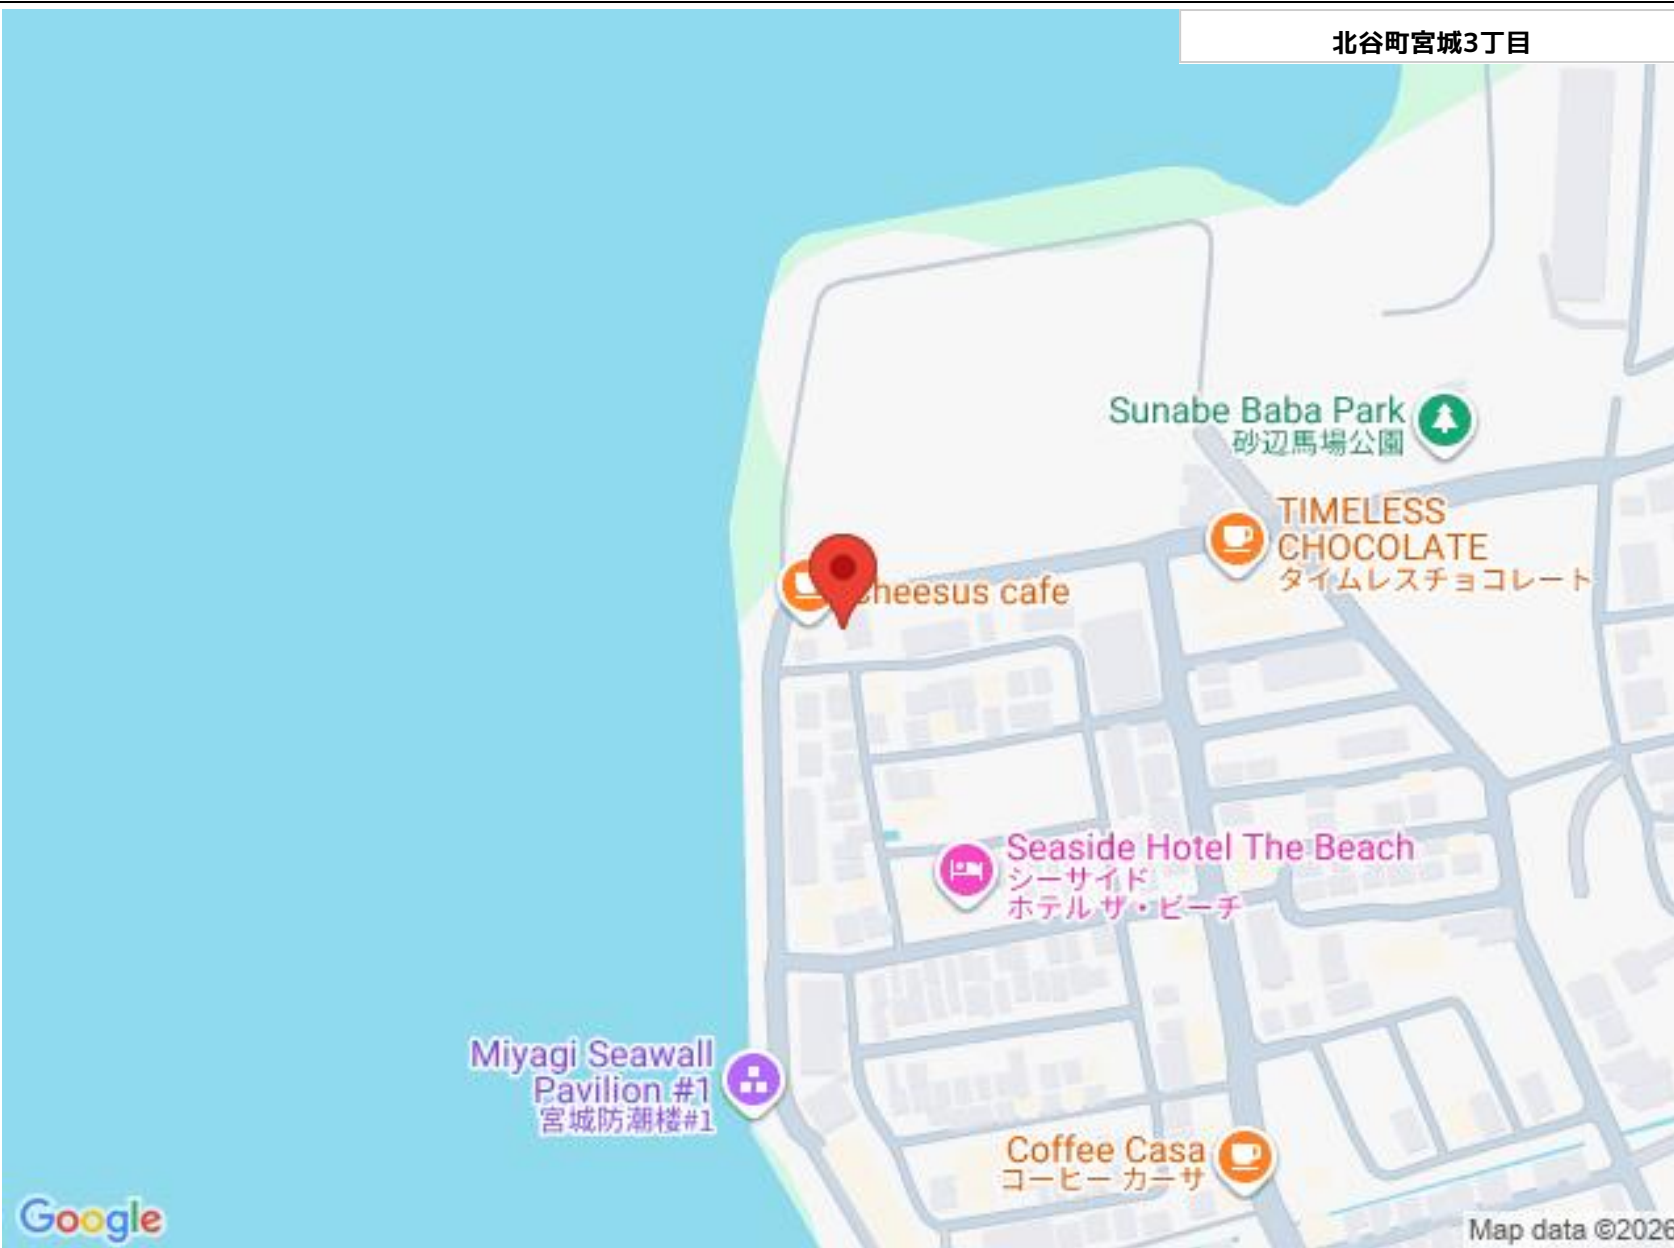 北谷町宮城3丁目
Sunabe Baba Park
砂辺馬場公園
TIMELESS
CHOCOLATE
タイムレスチョコレート
heesus cafe
Seaside Hotel The Beach
シーサイド
ホテル ザ・ビーチ
Miyagi Seawall
Pavilion #1
宮城防潮楼#1
Coffee Casa
コーヒー カーサ
Google
Map data ©2026